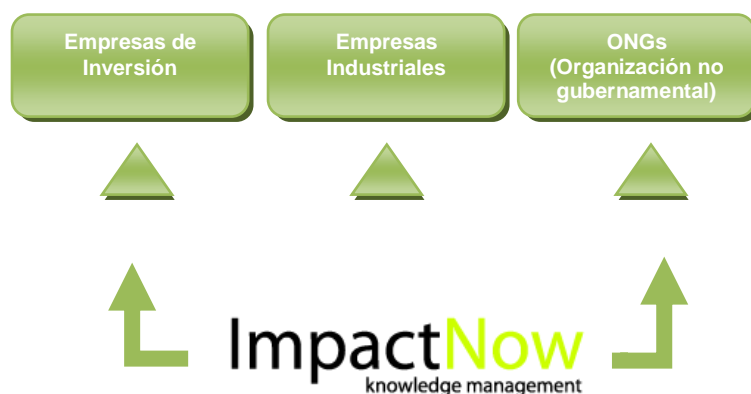 Empresas de
Inversión
Empresas
Industriales
ONGs
(Organización no
gubernamental)
ImpactNow
knowledge management